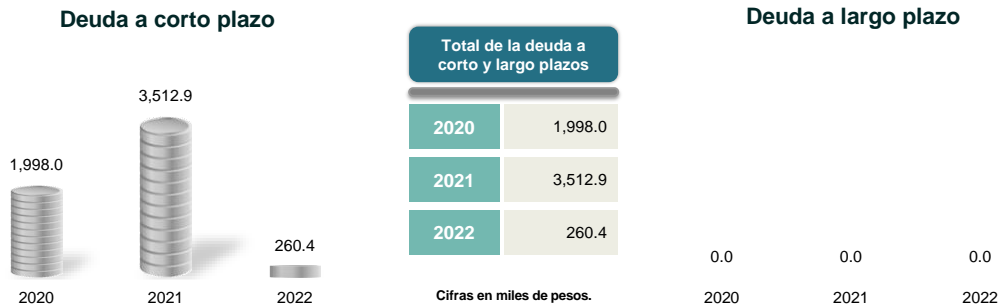 Deuda a corto plazo
3,512.9
1,998.0
260.4
2020 2021 2022
Total de la deuda a
corto y largo plazos
2020 1,998.0
2021 3,512.9
2022 260.4
Cifras en miles de pesos.
Deuda a largo plazo
0.0 0.0 0.0
2020 2021 2022